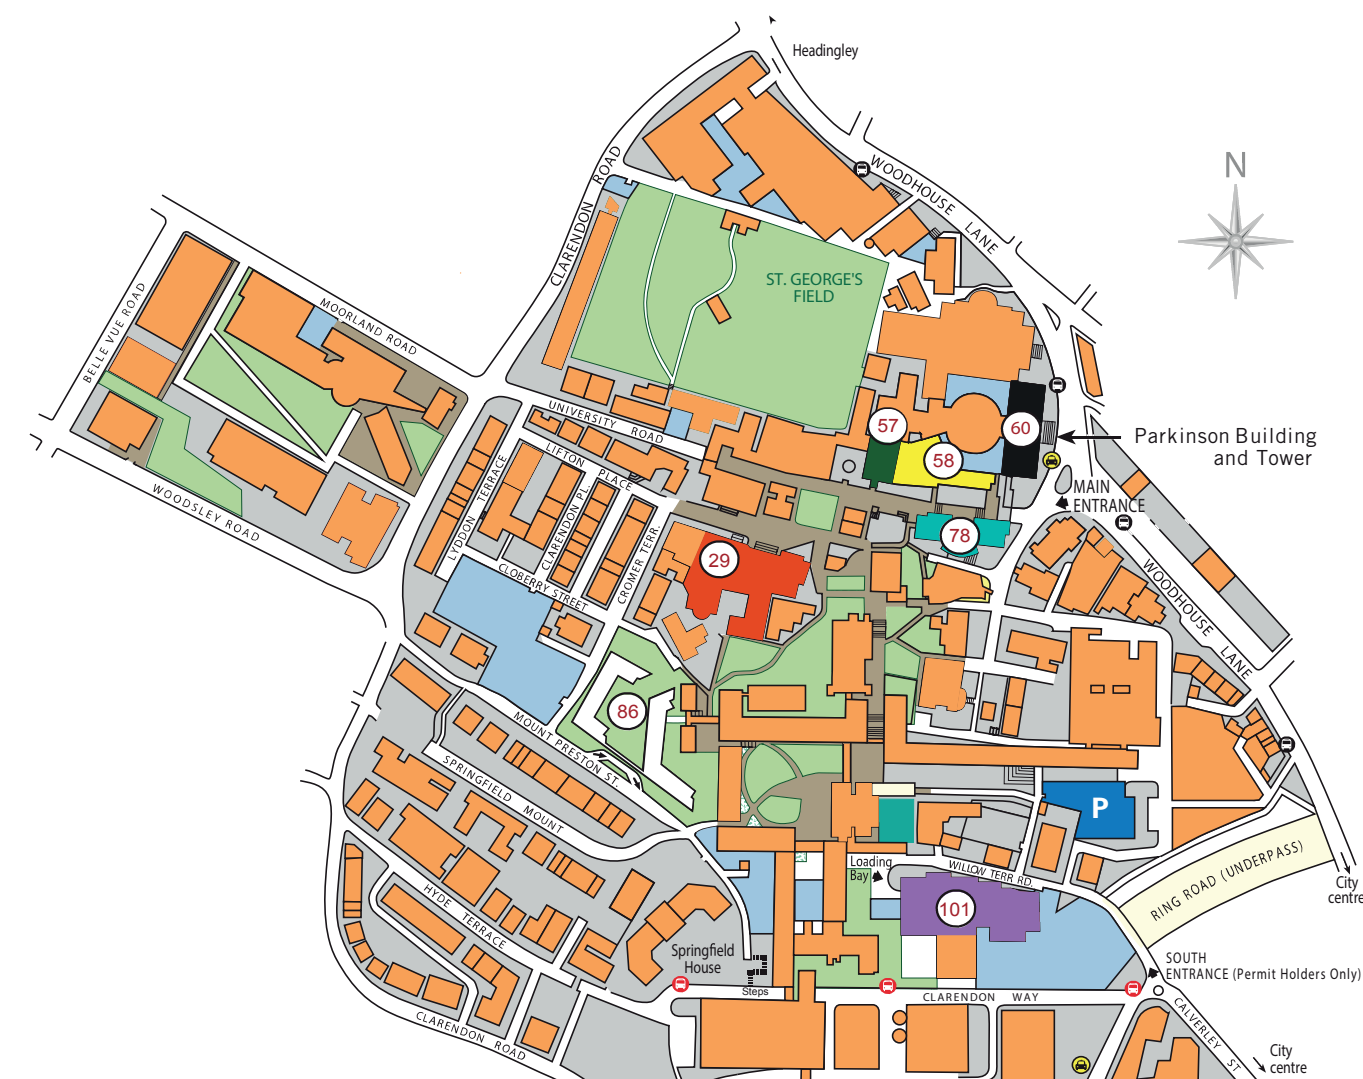 Headingley
N
WOODHOUSE LANE
CLARENDON ROAD
ST. GEORGE'S
FIELD
BELLE VUE ROAD
MOORLAND ROAD
UNIVERSITY ROAD
57
60
58
Parkinson Building
and Tower
LIFTON PLACE
WOODSLEY ROAD
LYDDON TERRACE
CLARENDON PL.
MAIN
ENTRANCE
78
29
CROMER TERR.
CLOBERRY STREET
WOODHOUSE LANE
86
MOUNT PRESTON ST.
SPRINGFIELD MOUNT
P
Loading
Bay
WILLOW TERR RD.
RING ROAD (UNDERPASS)
City
centre
HYDE TERRACE
101
Springfield
House
SOUTH
ENTRANCE (Permit Holders Only)
Steps
CLARENDON WAY
CALVERLEY ST
CLARENDON ROAD
City
centre